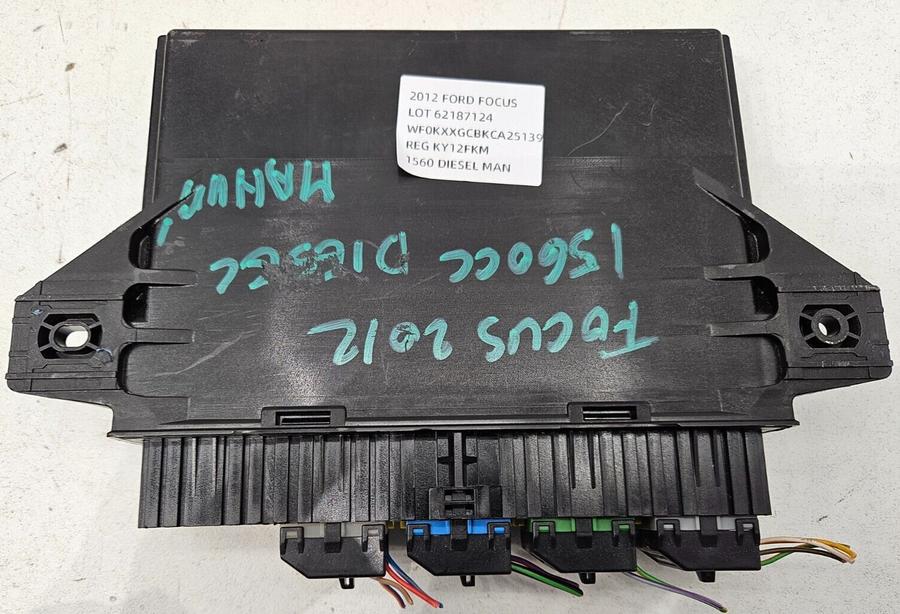 2012 FORD FOCUS
LOT 62187124
WF0KXXGCBKCA25139
REG KY12FKM
1560 DIESEL MAN
FOCUS 2012
1560CC DIESEL
MANUAL